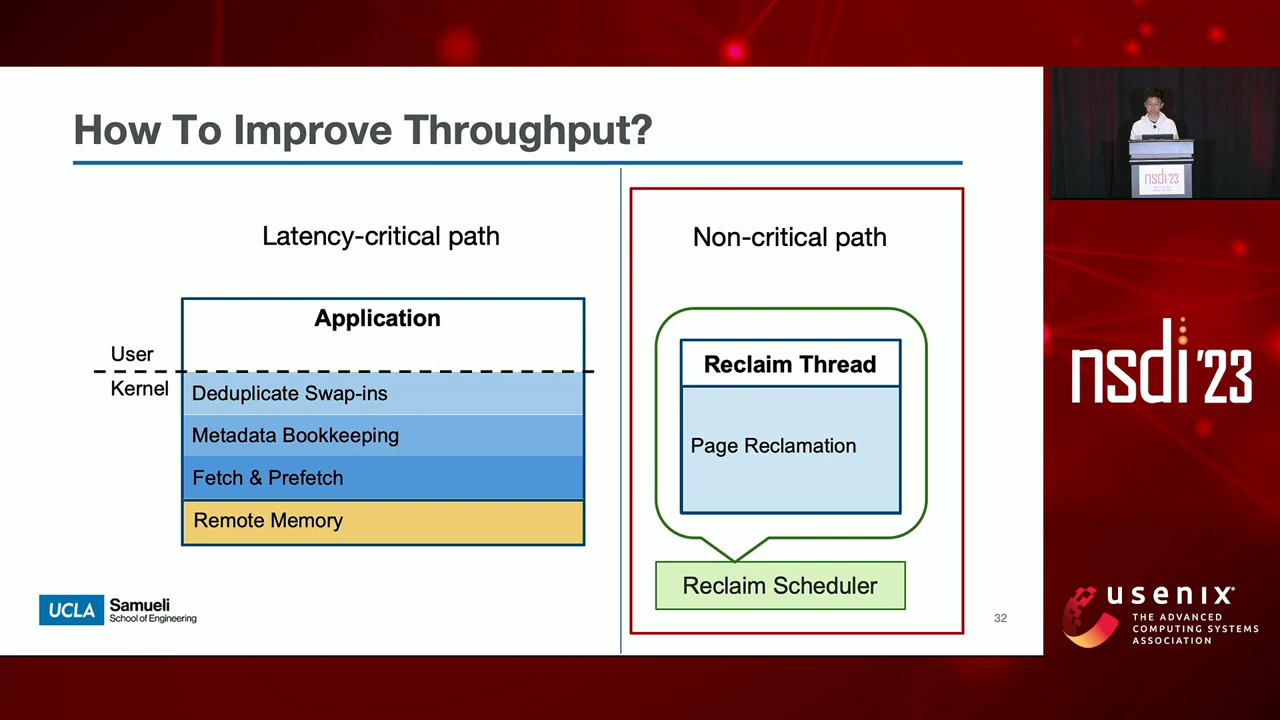 How To Improve Throughput?
Latency-critical path
Non-critical path
Application
User
Kernel
Deduplicate Swap-ins
Metadata Bookkeeping
Fetch & Prefetch
Remote Memory
Reclaim Thread
Page Reclamation
Reclaim Scheduler
UCLA
Samueli
School of Engineering
32
nsdi'23
nsdi '23
usenix
THE ADVANCED
COMPUTING SYSTEMS
ASSOCIATION